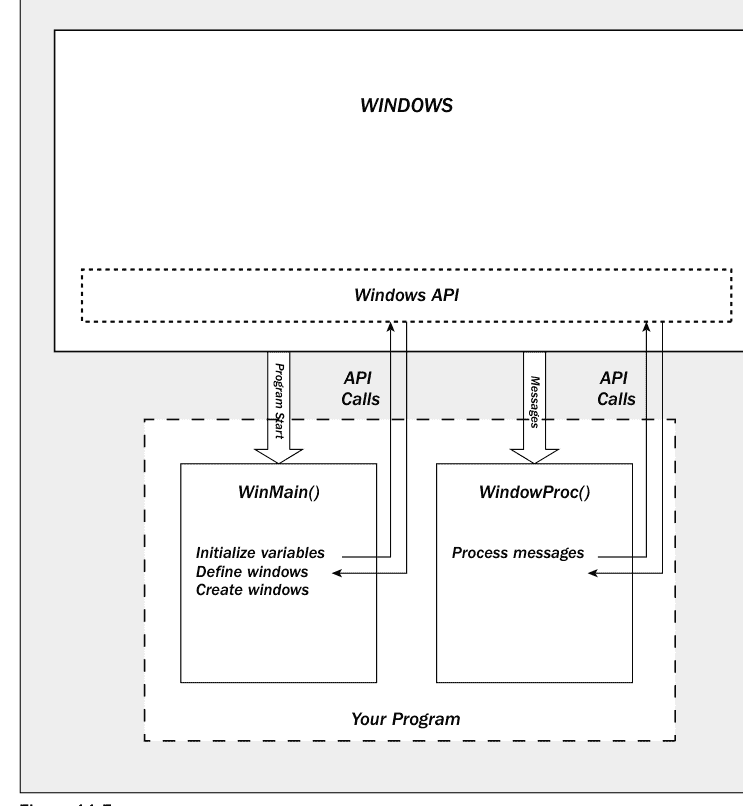 WINDOWS
Windows API
Program Start
API
Calls
Messages
API
Calls
WinMain()
WindowProc()
Initialize variables
Define windows
Create windows
Process messages
Your Program